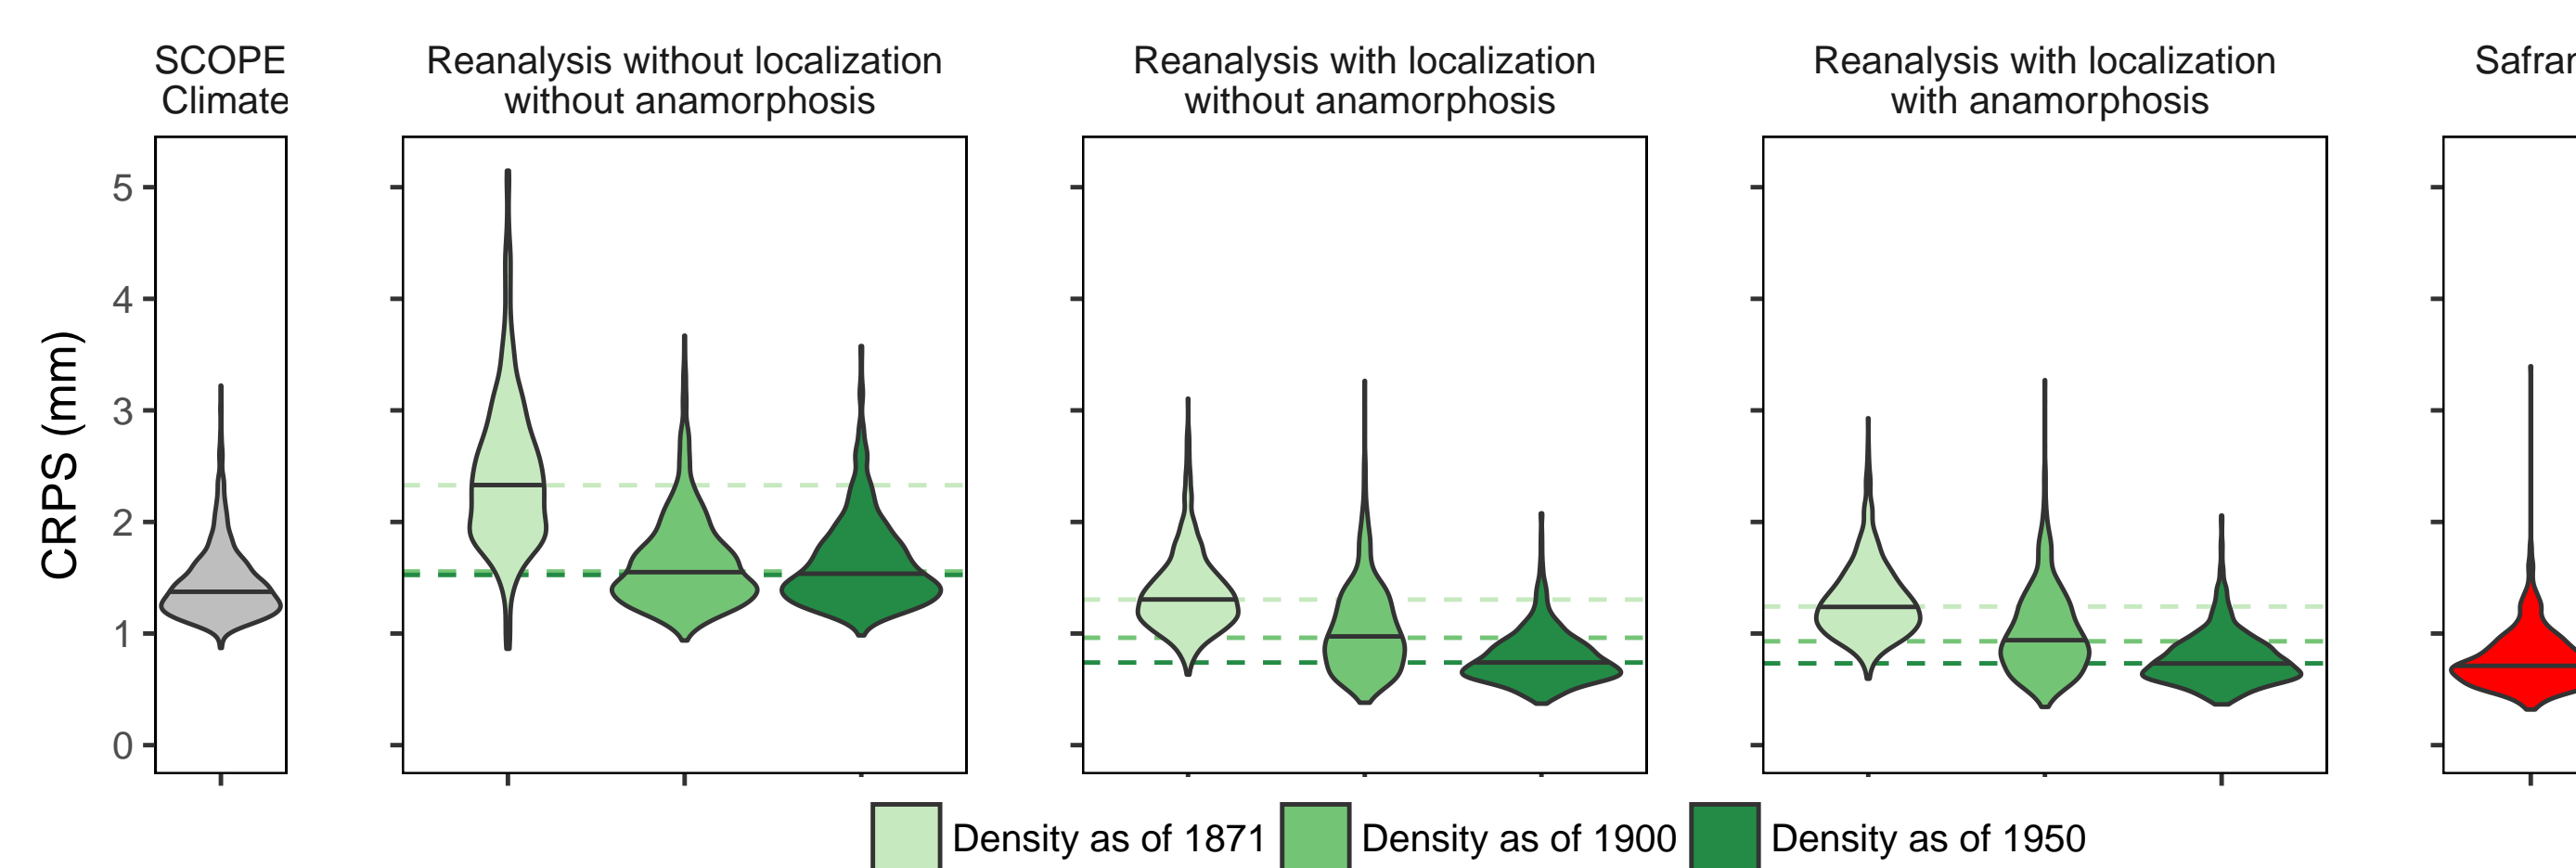 SCOPE
Climate
Reanalysis without localization
without anamorphosis
Reanalysis with localization
without anamorphosis
Reanalysis with localization
with anamorphosis
Safran
CRPS (mm)
5
4
3
2
1
0
Density as of 1871
Density as of 1900
Density as of 1950